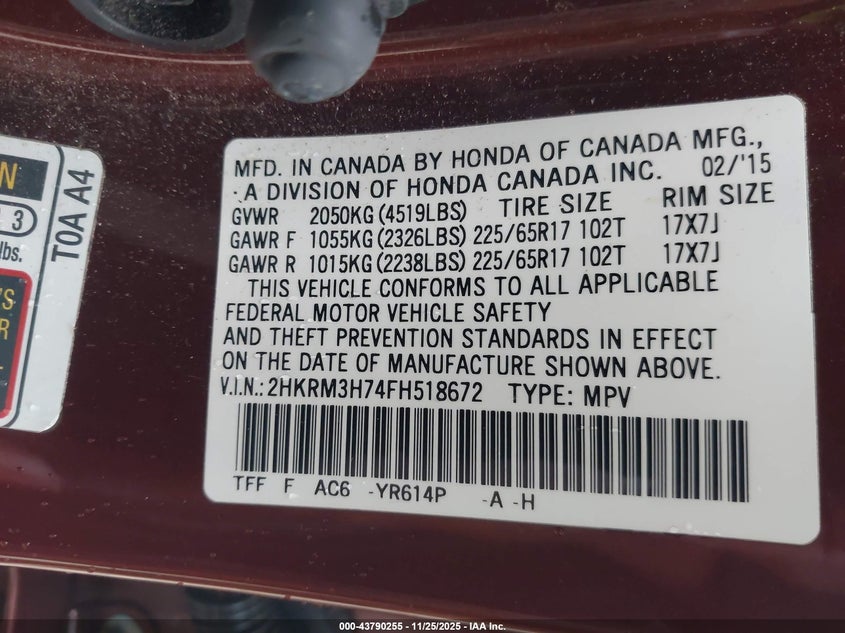 N
3
lbs.
'S
R
T0A A4
MFD. IN CANADA BY HONDA OF CANADA MFG.,
A DIVISION OF HONDA CANADA INC. 02/'15
GVWR 2050KG (4519LBS) TIRE SIZE RIM SIZE
GAWR F 1055KG (2326LBS) 225/65R17 102T 17X7J
GAWR R 1015KG (2238LBS) 225/65R17 102T 17X7J
THIS VEHICLE CONFORMS TO ALL APPLICABLE
FEDERAL MOTOR VEHICLE SAFETY
AND THEFT PREVENTION STANDARDS IN EFFECT
ON THE DATE OF MANUFACTURE SHOWN ABOVE.
V.I.N.: 2HKRM3H74FH518672 TYPE: MPV
TFF F AC6 -YR614P -A -H
000-43790255 - 11/25/2025 - IAA Inc.